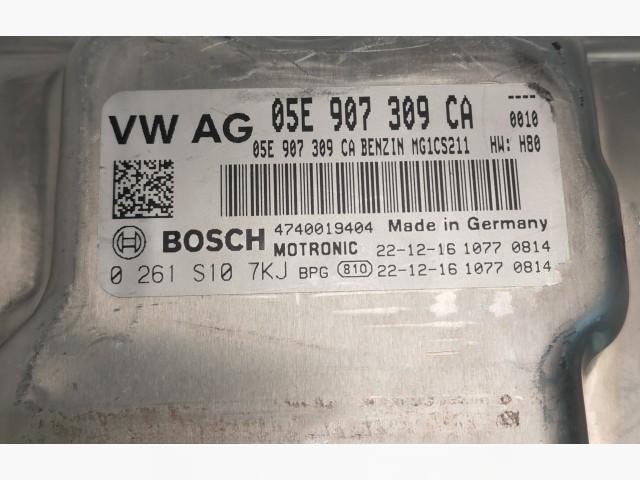 VW AG 05E 907 309 CA ----
0010
05E 907 309 CA BENZIN MG1CS211 HW: H80
4740019404 Made in Germany
BOSCH MOTRONIC 22-12-16 1077 0814
0 261 S10 7KJ BPG 810 22-12-16 1077 0814